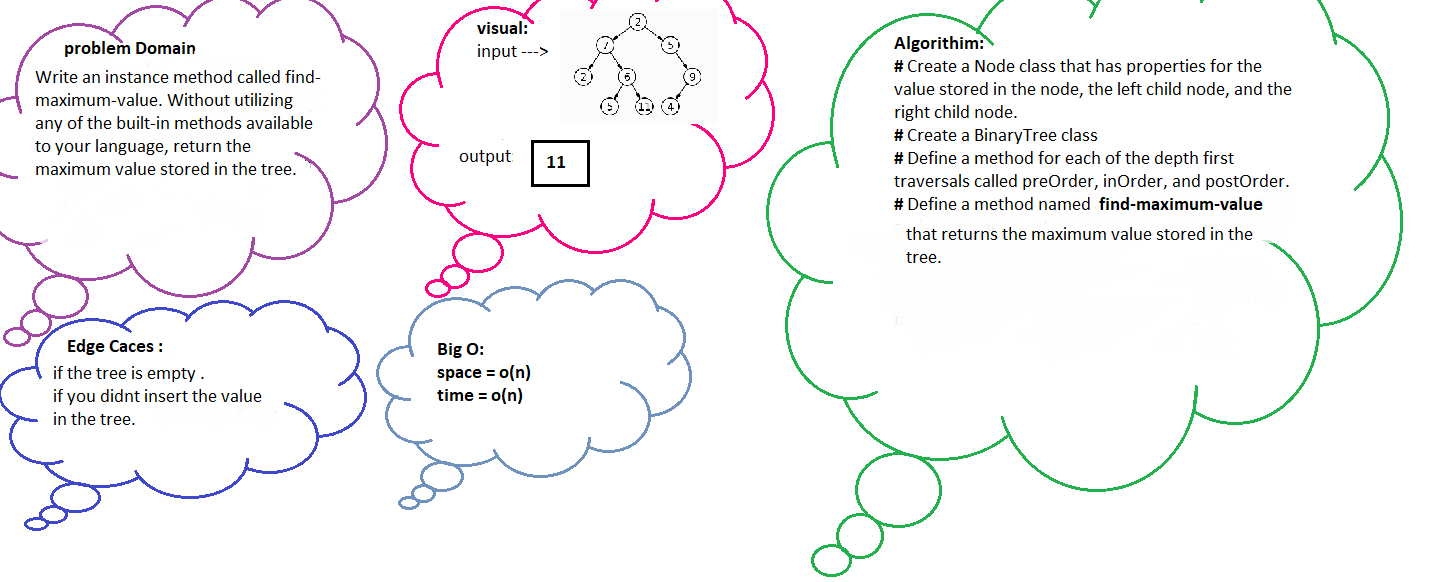 problem Domain
Write an instance method called find-
maximum-value. Without utilizing
any of the built-in methods available
to your language, return the
maximum value stored in the tree.
visual:
input --->
2
7
5
2
6
9
5
11
4
output
11
Algorithim:
# Create a Node class that has properties for the
value stored in the node, the left child node, and the
right child node.
# Create a BinaryTree class
# Define a method for each of the depth first
traversals called preOrder, inOrder, and postOrder.
# Define a method named find-maximum-value
that returns the maximum value stored in the
tree.
Edge Caces :
if the tree is empty .
if you didnt insert the value
in the tree.
Big O:
space = o(n)
time = o(n)